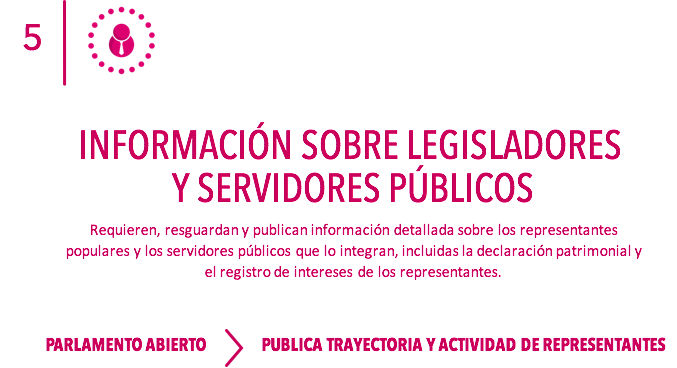 5
INFORMACIÓN SOBRE LEGISLADORES
Y SERVIDORES PÚBLICOS
Requieren, resguardan y publican información detallada sobre los representantes
populares y los servidores públicos que lo integran, incluidas la declaración patrimonial y
el registro de intereses de los representantes.
PARLAMENTO ABIERTO
PUBLICA TRAYECTORIA Y ACTIVIDAD DE REPRESENTANTES